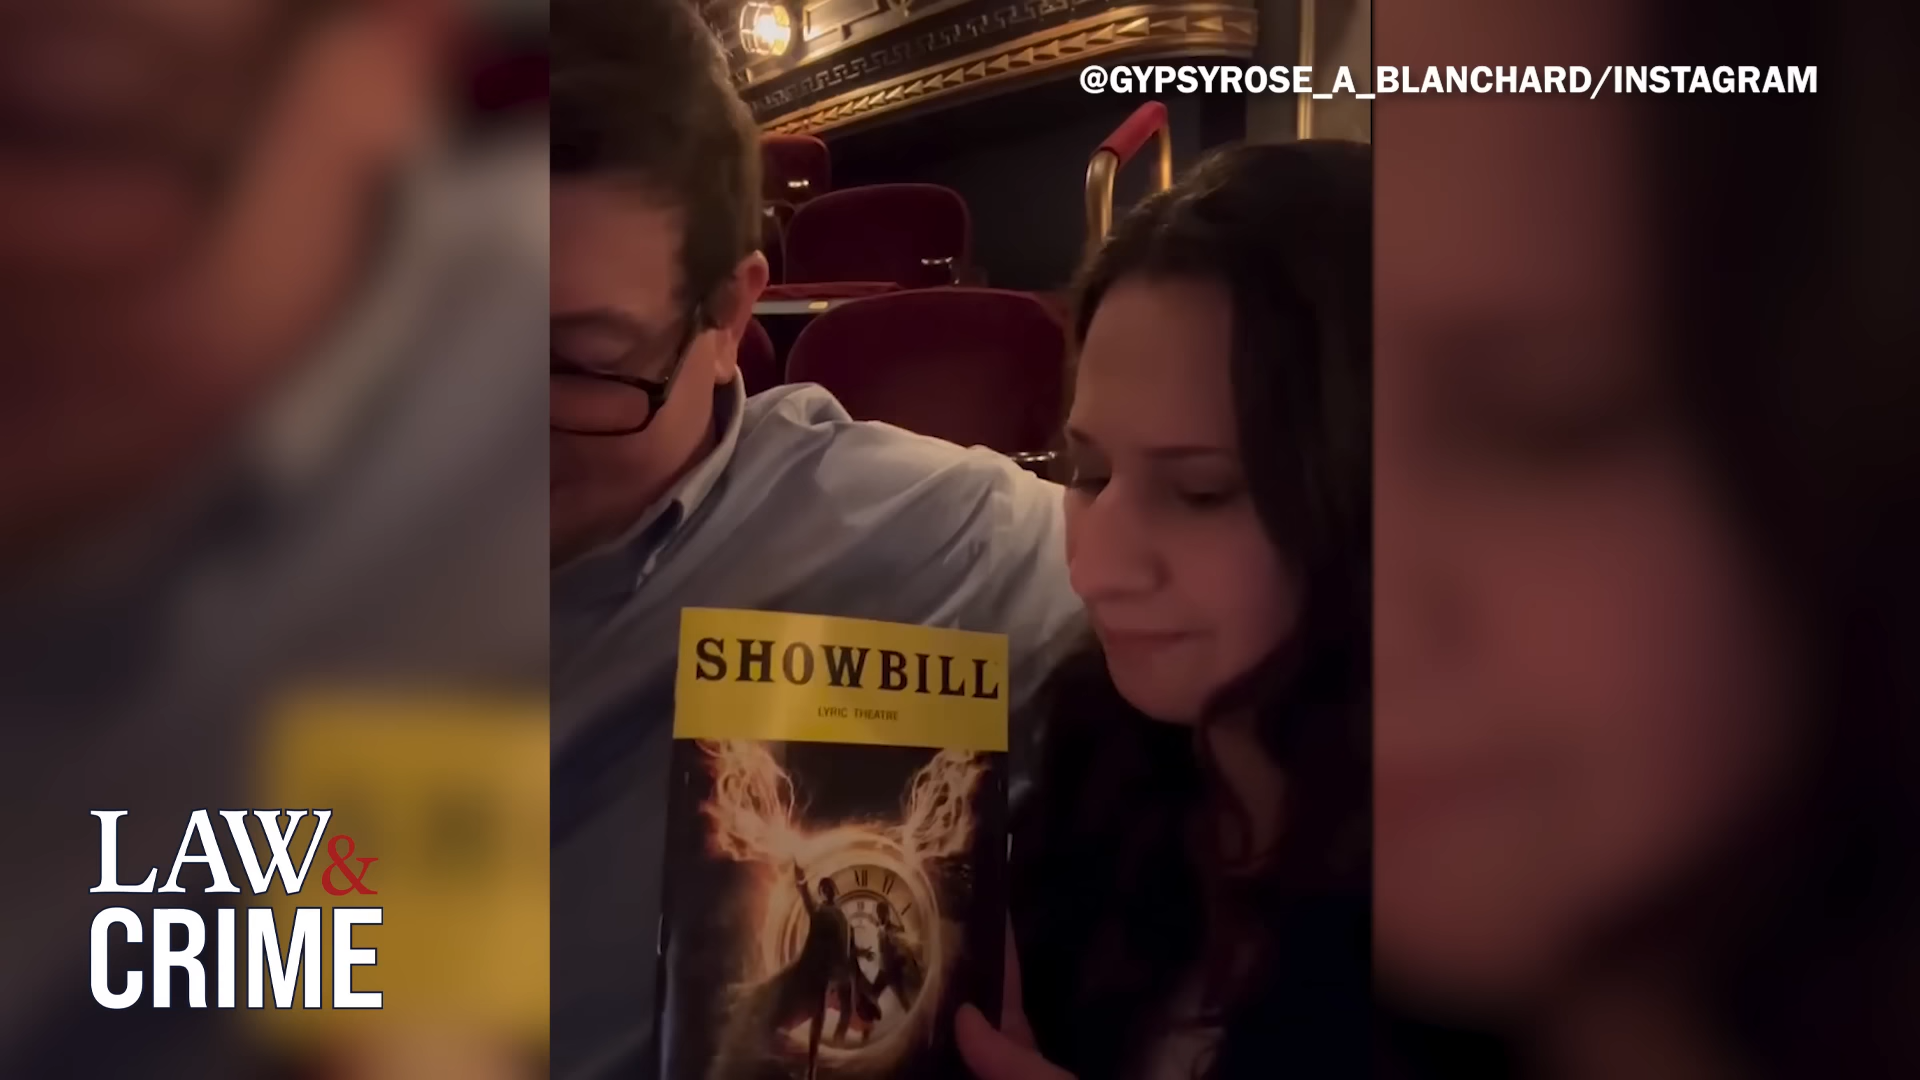 @GYPSYROSE_A_BLANCHARD/INSTAGRAM
SHOWBILL
LYRIC THEATRE
LAW&
CRIME